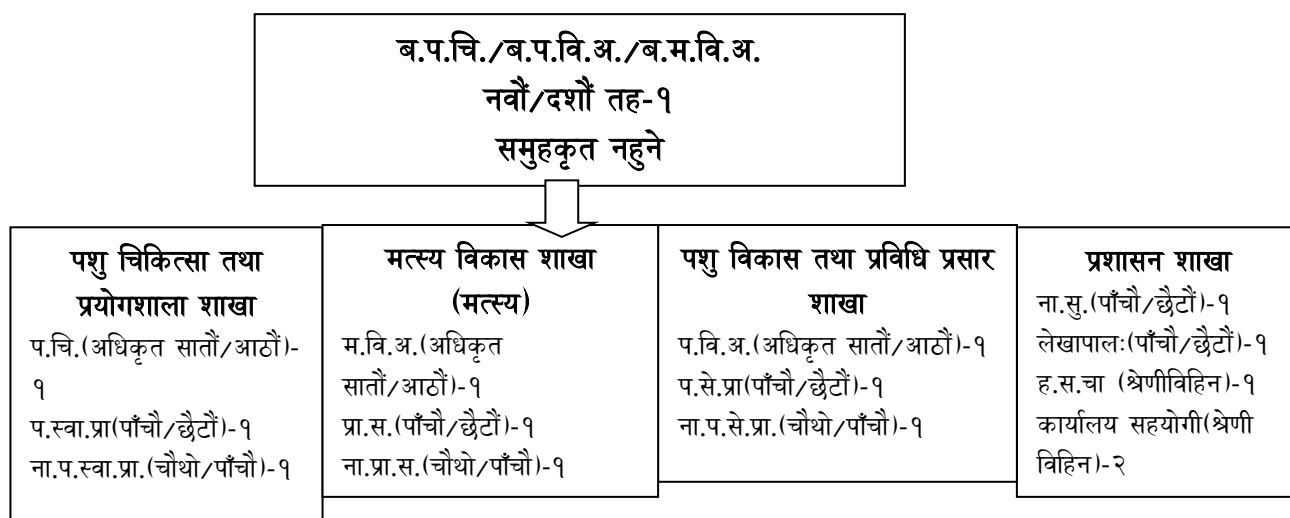 ब.प.चि./ब.प.वि.अ./ब.म.वि.अ.
नवौं/दशौं तह-१
समुहकृत नहुने
पशु चिकित्सा तथा
प्रयोगशाला शाखा
प.चि.(अधिकृत सातौं/आठौं)-
१
प.स्वा.प्रा(पाँचौ/छैटौं)-१
ना.प.स्वा.प्रा.(चौथो/पाँचौ)-१
मत्स्य विकास शाखा
(मत्स्य)
म.वि.अ.(अधिकृत
सातौं/आठौं)-१
प्रा.स.(पाँचौ/छैटौं)-१
ना.प्रा.स.(चौथो/पाँचौ)-१
पशु विकास तथा प्रविधि प्रसार
शाखा
प.वि.अ.(अधिकृत सातौं/आठौं)-१
प.से.प्रा(पाँचौ/छैटौं)-१
ना.प.से.प्रा.(चौथो/पाँचौ)-१
प्रशासन शाखा
ना.सु.(पाँचौ/छैटौं)-१
लेखापालः(पाँचौ/छैटौं)-१
ह.स.चा (श्रेणीविहिन)-१
कार्यालय सहयोगी(श्रेणी
विहिन)-२